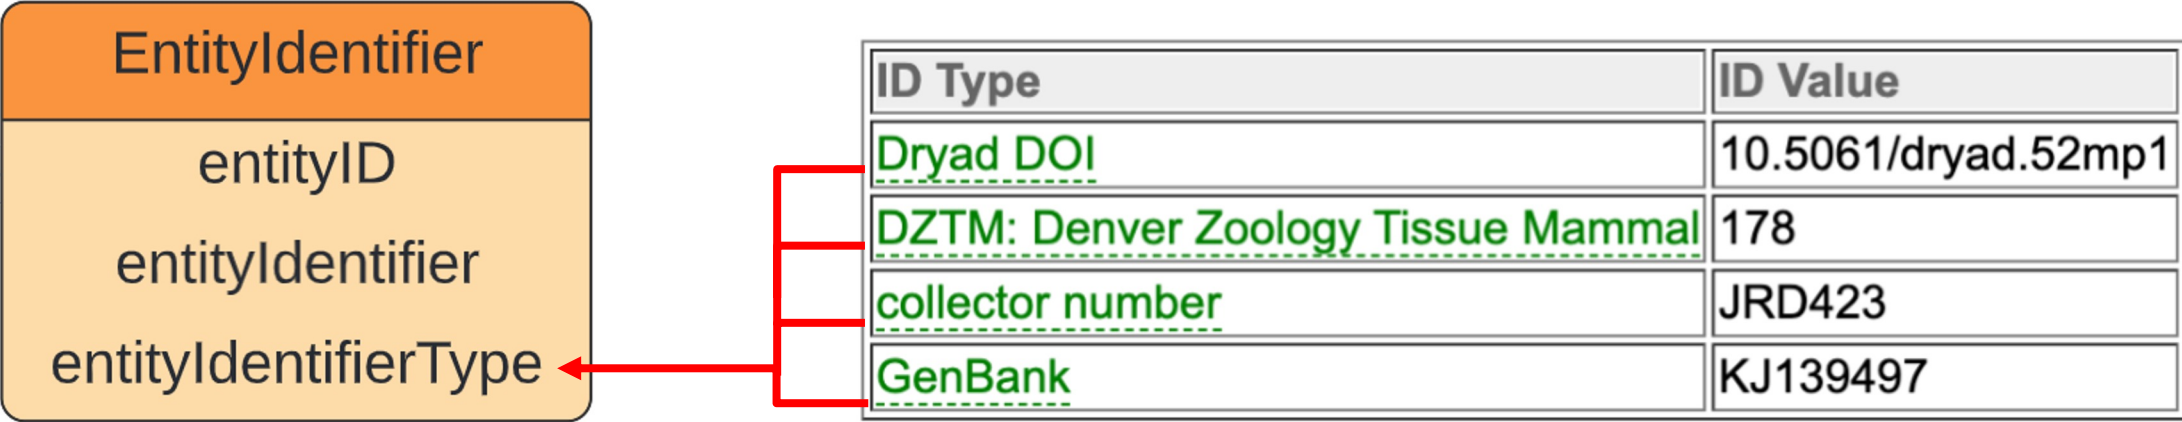 EntityIdentifier
entityID
entityIdentifier
entityIdentifierType
ID Type ID Value
Dryad DOI 10.5061/dryad.52mp1
DZTM: Denver Zoology Tissue Mammal 178
collector number JRD423
GenBank KJ139497